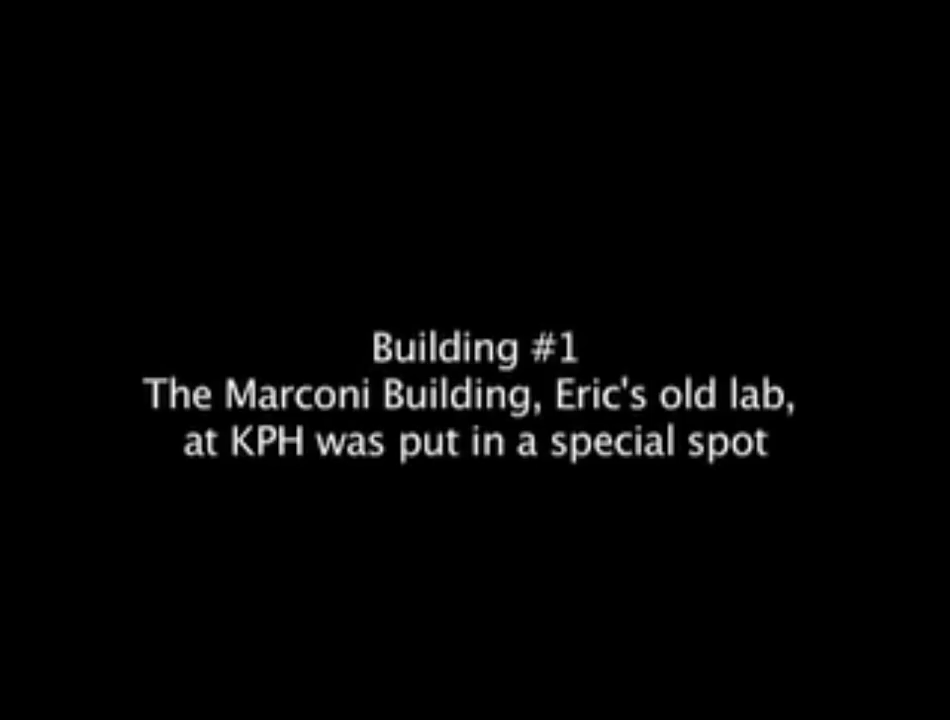 Building #1
The Marconi Building, Eric's old lab,
at KPH was put in a special spot